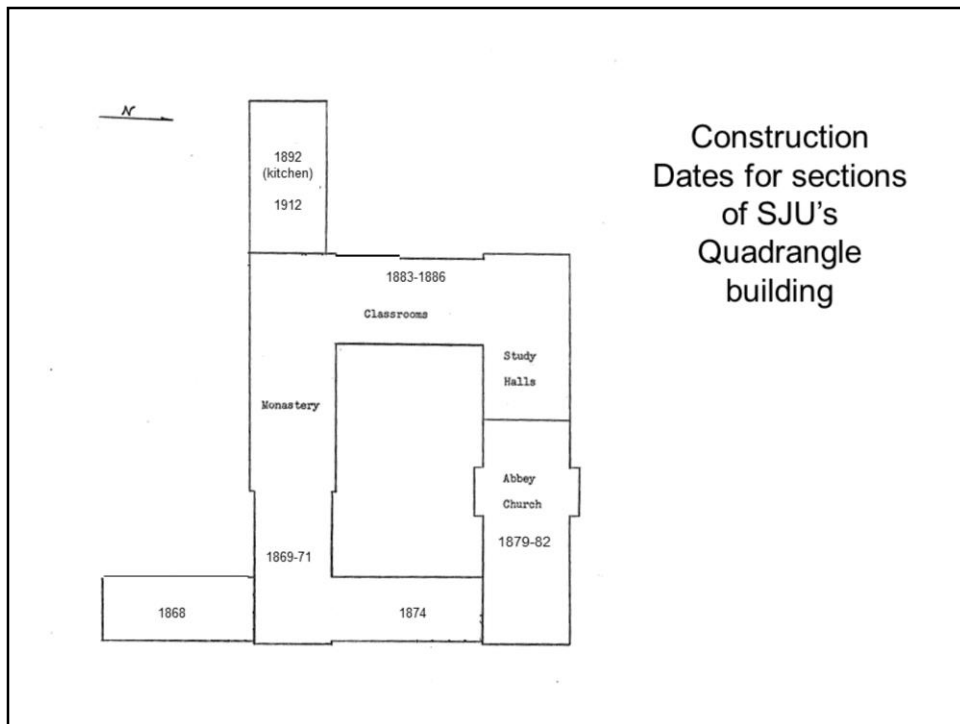 N
Construction
Dates for sections
of SJU’s
Quadrangle
building
1892
(kitchen)
1912
1883-1886
Classrooms
Study
Halls
Monastery
Abbey
Church
1879-82
1869-71
1868
1874